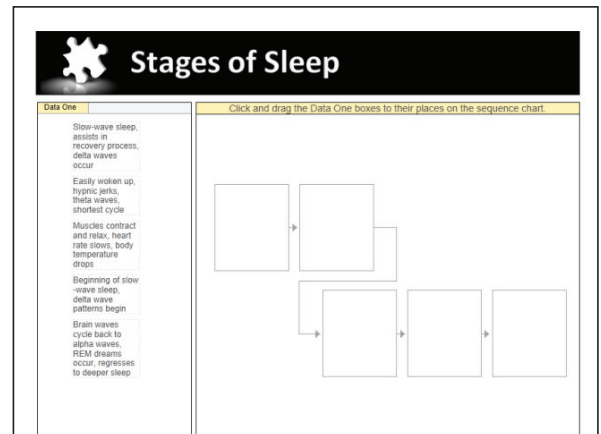 Stages of Sleep
Data One
Click and drag the Data One boxes to their places on the sequence chart.
Slow-wave sleep,
assists in
recovery process,
delta waves
occur
Easily woken up,
hypnic jerks,
theta waves,
shortest cycle
Muscles contract
and relax, heart
rate slows, body
temperature
drops
Beginning of slow
-wave sleep,
delta wave
patterns begin
Brain waves
cycle back to
alpha waves,
REM dreams
occur, regresses
to deeper sleep